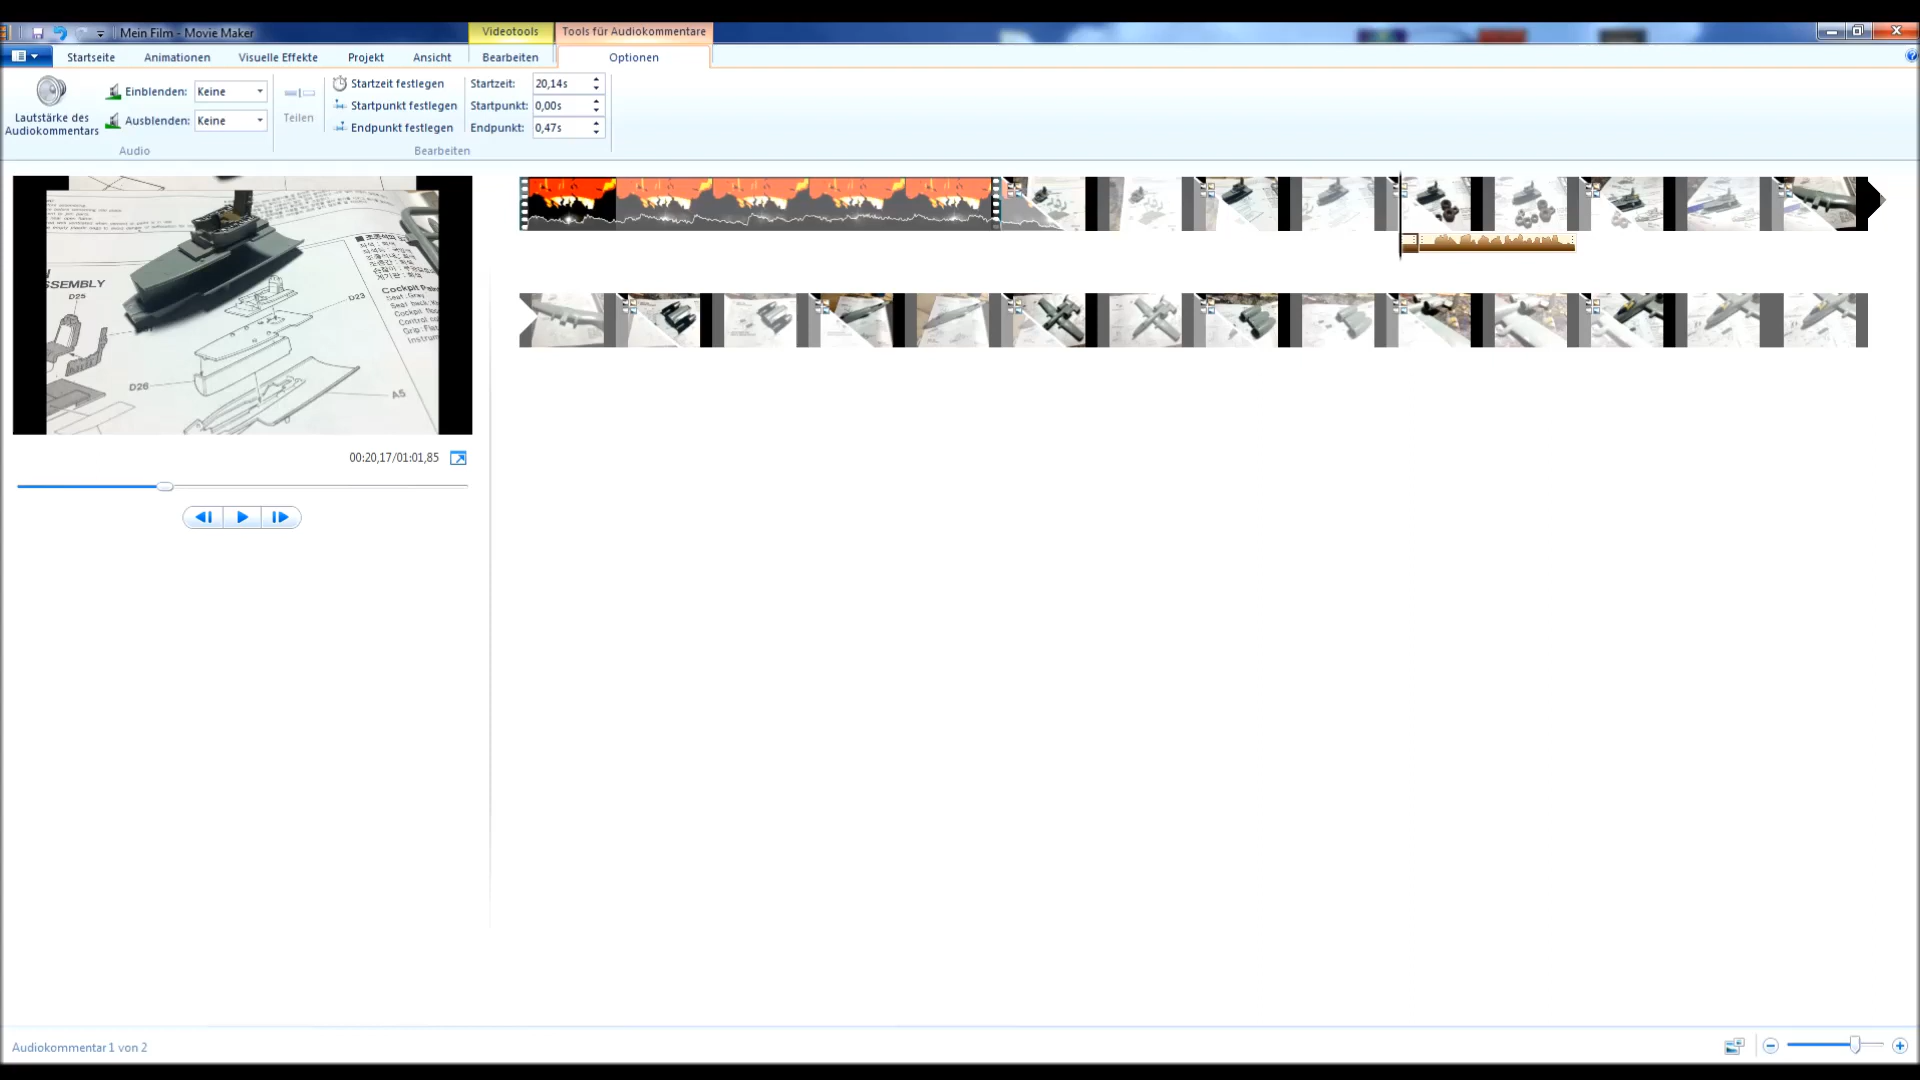 Mein Film - Movie Maker
Videotools
Tools für Audiokommentare
Startseite
Animationen
Visuelle Effekte
Projekt
Ansicht
Bearbeiten
Optionen
Lautstärke des
Audiokommentars
Einblenden: Keine
Ausblenden: Keine
Audio
Teilen
Startzeit festlegen
Startpunkt festlegen
Endpunkt festlegen
Startzeit: 20,14s
Startpunkt: 0,00s
Endpunkt: 0,47s
Bearbeiten
SSEMBLY
D25
D23
D26
A5
00:20,17/01:01,85
Audiokommentar 1 von 2